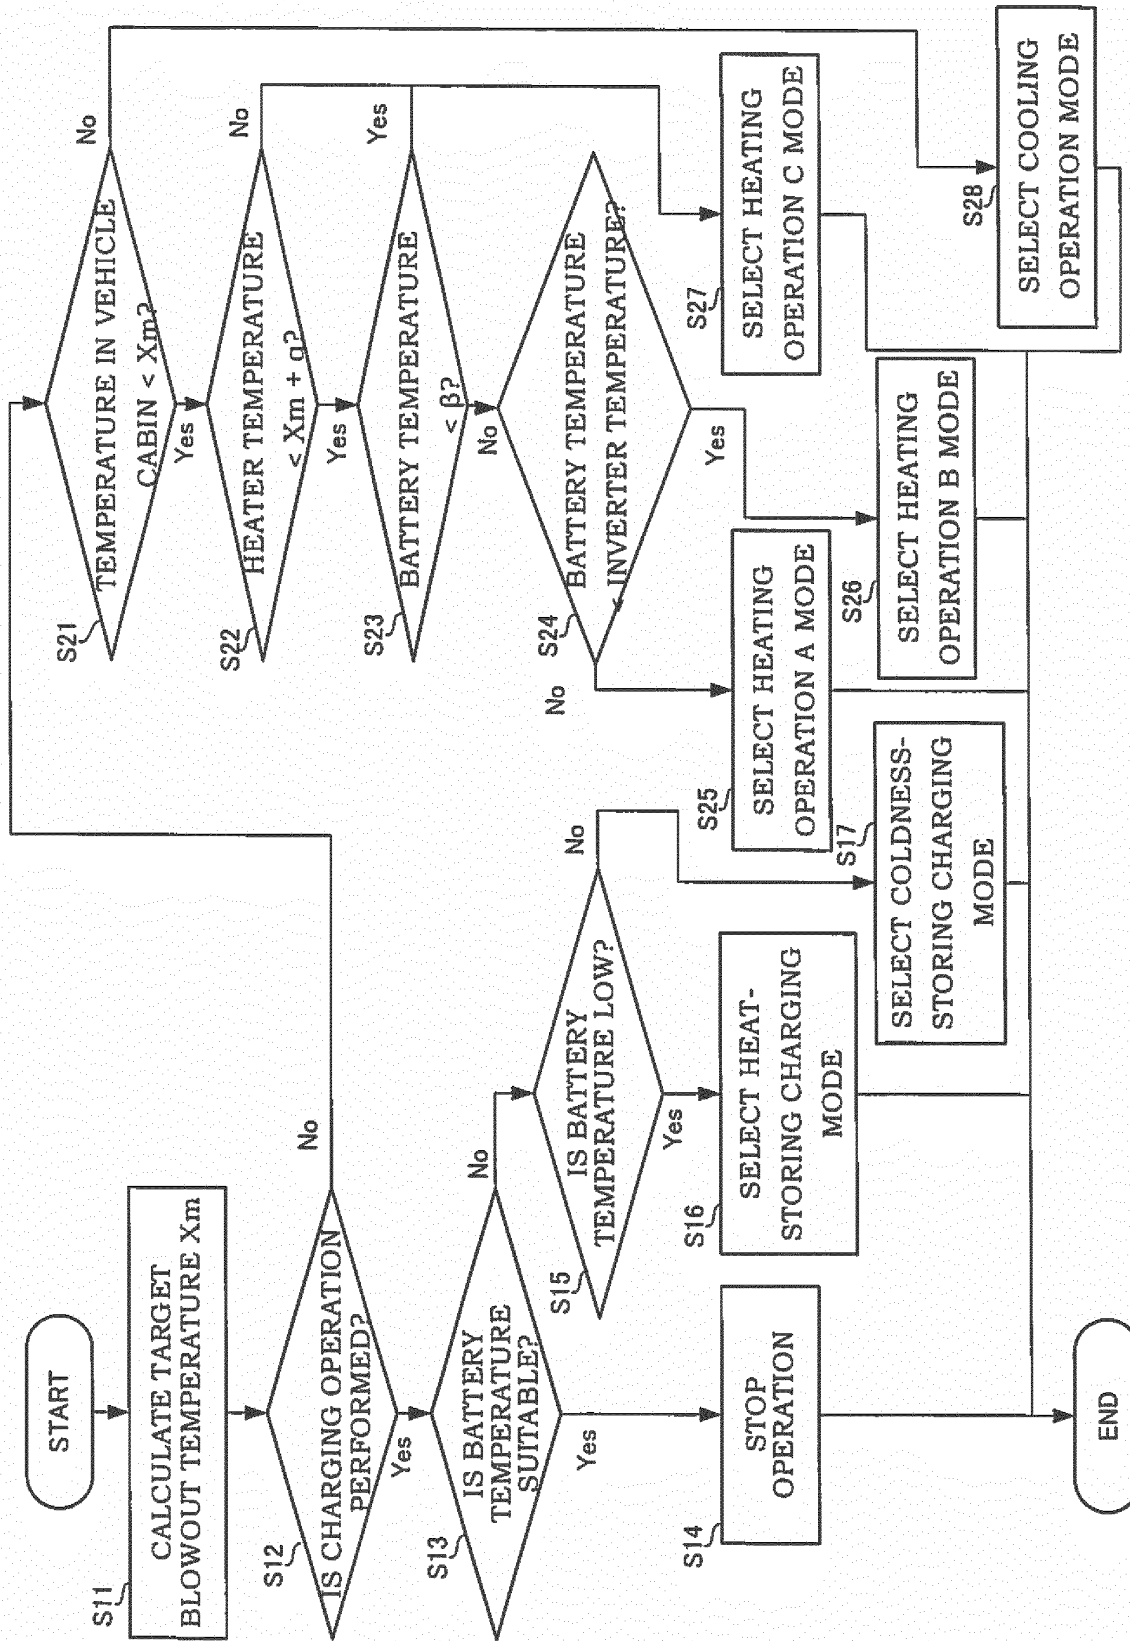 START
S11
CALCULATE TARGET
BLOWOUT TEMPERATURE Xm
S12
IS CHARGING OPERATION
PERFORMED?
No
Yes
S13
IS BATTERY
TEMPERATURE
SUITABLE?
No
Yes
S14
STOP
OPERATION
S15
IS BATTERY
TEMPERATURE LOW?
No
Yes
S16
SELECT HEAT-
STORING CHARGING
MODE
S17
SELECT COLDNESS-
STORING CHARGING
MODE
S21
TEMPERATURE IN VEHICLE
CABIN < Xm?
No
Yes
S22
HEATER TEMPERATURE
< Xm + α?
No
Yes
S23
BATTERY TEMPERATURE
< β?
Yes
No
S24
BATTERY TEMPERATURE
< INVERTER TEMPERATURE?
No
Yes
S25
SELECT HEATING
OPERATION A MODE
S26
SELECT HEATING
OPERATION B MODE
S27
SELECT HEATING
OPERATION C MODE
S28
SELECT COOLING
OPERATION MODE
END